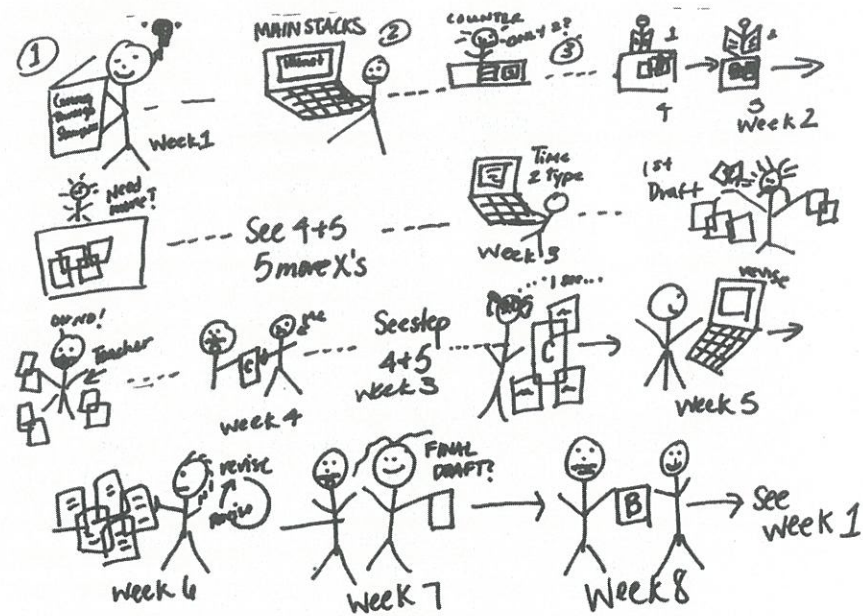 1
Coming
Through
Slaughter
Week 1
MAIN STACKS
2
COUNTER
ONLY 2?
3
1
4
2
5
Week 2
Need
more?
See 4+5
5 more X's
Time
2 Type
Week 3
1st
Draft
OH NO!
Teacher
me
C
Week 4
See step
4+5
Week 3
I see...
C
revise
Week 5
revise
revise
Week 6
FINAL
DRAFT?
Week 7
B
Week 8
See
Week 1